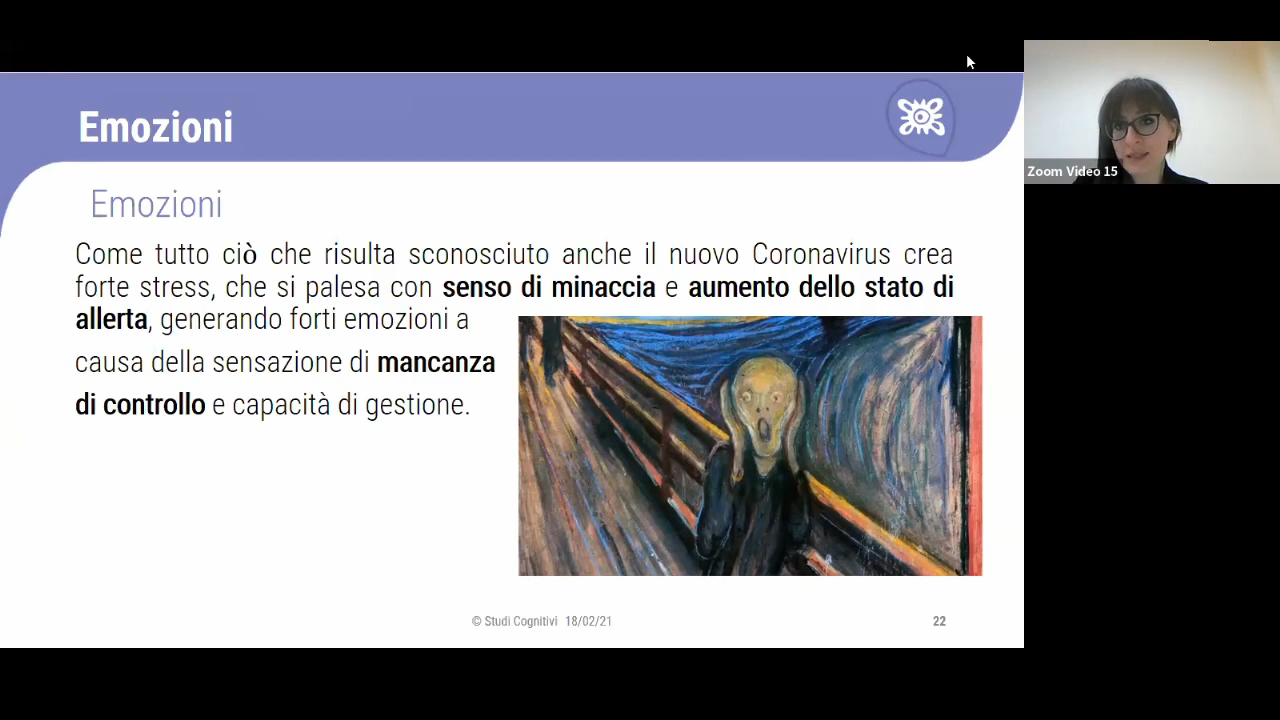 Emozioni
Emozioni
Come tutto ciò che risulta sconosciuto anche il nuovo Coronavirus crea
forte stress, che si palesa con senso di minaccia e aumento dello stato di
allerta, generando forti emozioni a
causa della sensazione di mancanza
di controllo e capacità di gestione.
© Studi Cognitivi 18/02/21
22
Zoom Video 15